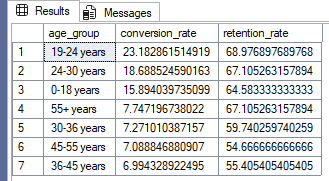 Results Messages
age_group conversion_rate retention_rate
1 19-24 years 23.182861514919 68.976897689768
2 24-30 years 18.688524590163 67.105263157894
3 0-18 years 15.894039735099 64.583333333333
4 55+ years 7.747196738022 67.105263157894
5 30-36 years 7.271010387157 59.740259740259
6 45-55 years 7.088846880907 54.666666666666
7 36-45 years 6.994328922495 55.405405405405